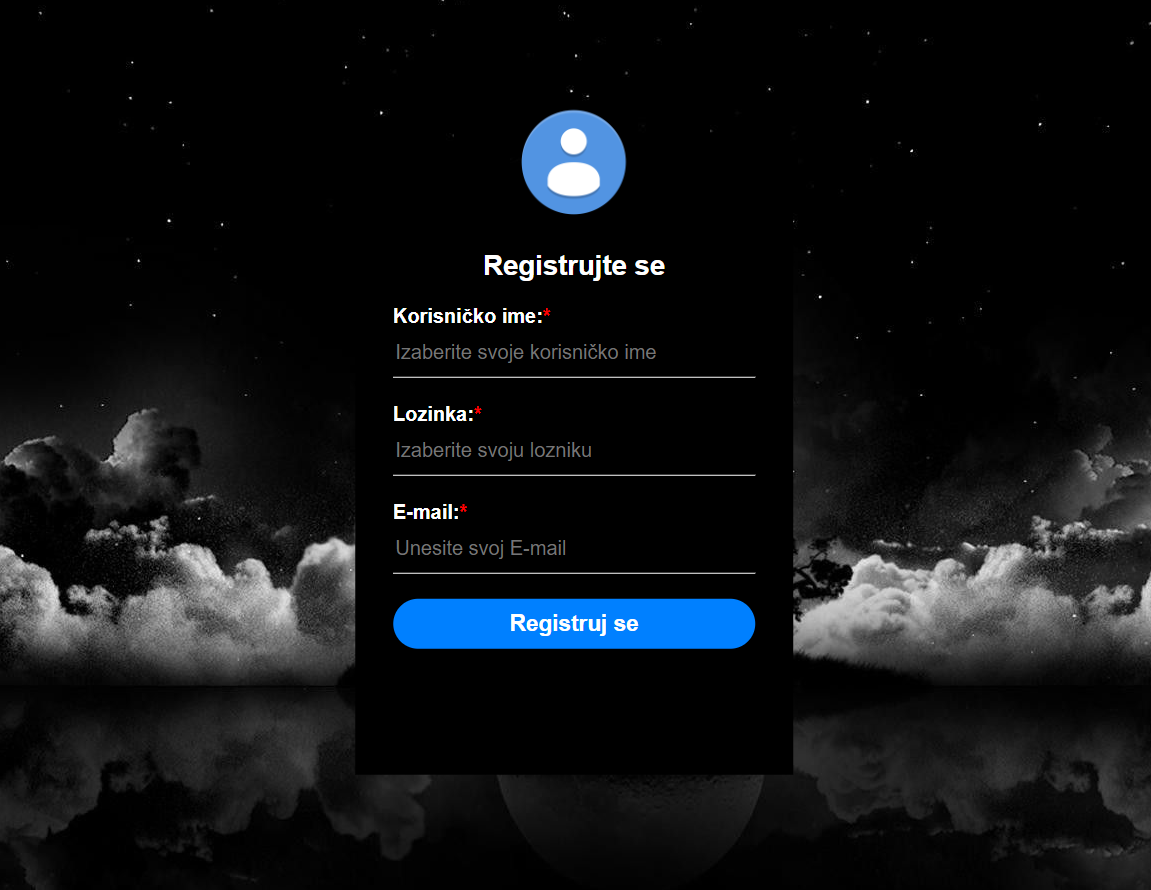 Registrujte se
Korisničko ime:*
Izaberite svoje korisničko ime
Lozinka:*
Izaberite svoju lozniku
E-mail:*
Unesite svoj E-mail
Registruj se